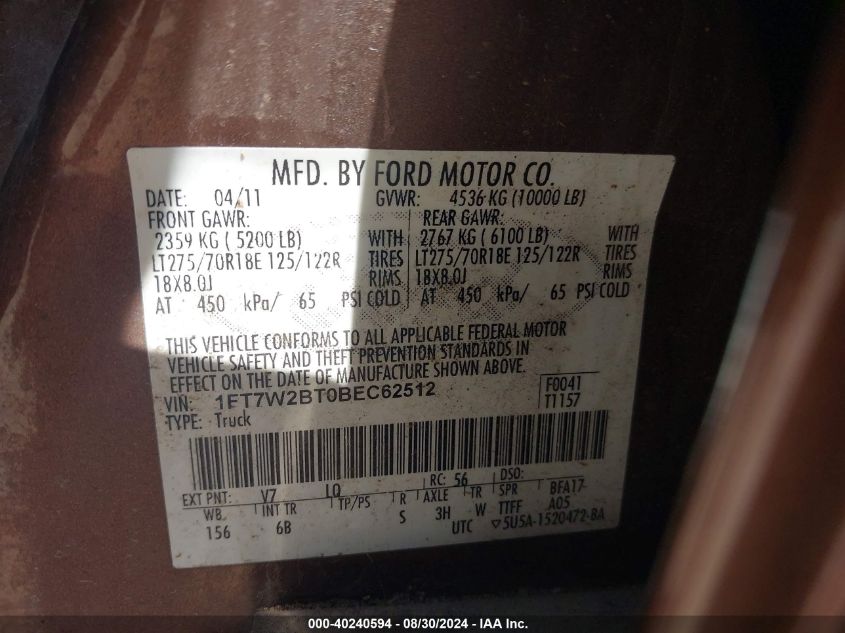 MFD. BY FORD MOTOR CO.
DATE: 04/11 GVWR: 4536 KG (10000 LB)
FRONT GAWR: REAR GAWR:
2359 KG ( 5200 LB) WITH 2767 KG ( 6100 LB) WITH
LT275/70R18E 125/122R TIRES LT275/70R18E 125/122R TIRES
18X8.0J RIMS 18X8.0J RIMS
AT 450 kPa/ 65 PSI COLD AT 450 kPa/ 65 PSI COLD
THIS VEHICLE CONFORMS TO ALL APPLICABLE FEDERAL MOTOR
VEHICLE SAFETY AND THEFT PREVENTION STANDARDS IN
EFFECT ON THE DATE OF MANUFACTURE SHOWN ABOVE.
VIN: 1FT7W2BT0BEC62512 F0041
TYPE: Truck T1157
EXT PNT: V7 LQ RC: 56 DSO:
WB INT TR TP/PS R AXLE TR SPR BFA17
156 6B S 3H W TTFF A05
UTC ▽5U5A-1520472-BA
000-40240594 - 08/30/2024 - IAA Inc.